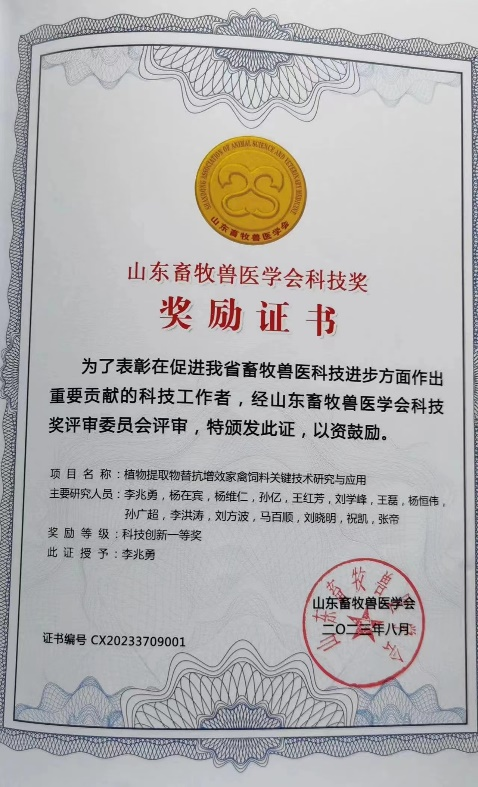 SHANDONG ASSOCIATION OF ANIMAL SCIENCE AND VETERINARY MEDICINE
山东畜牧兽医学会
山东畜牧兽医学会科技奖
奖励证书
为了表彰在促进我省畜牧兽医科技进步方面作出
重要贡献的科技工作者，经山东畜牧兽医学会科技
奖评审委员会评审，特颁发此证，以资鼓励。
项目名称：植物提取物替抗增效家禽饲料关键技术研究与应用
主要研究人员：李兆勇，杨在宾，杨维仁，孙亿，王红芳，刘学峰，王磊，杨恒伟，
孙广超，李洪涛，刘方波，马百顺，刘晓明，祝凯，张帝
奖励等级：科技创新一等奖
此证授予：李兆勇
山东畜牧兽医学会
山东畜牧兽医学会
二〇二三年八月
证书编号 CX20233709001